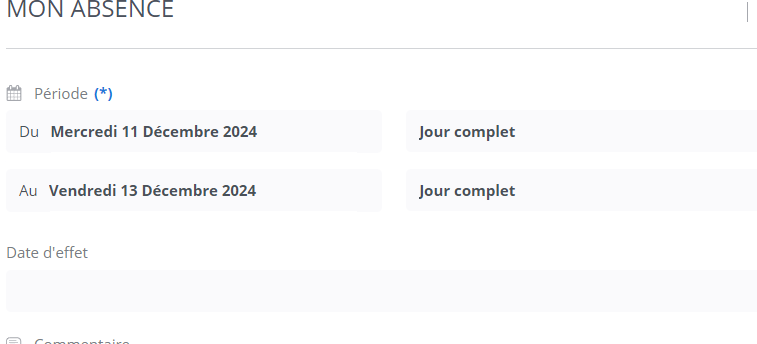 MON ABSENCE
Période (*)
Du Mercredi 11 Décembre 2024 Jour complet
Au Vendredi 13 Décembre 2024 Jour complet
Date d'effet
Commentaire